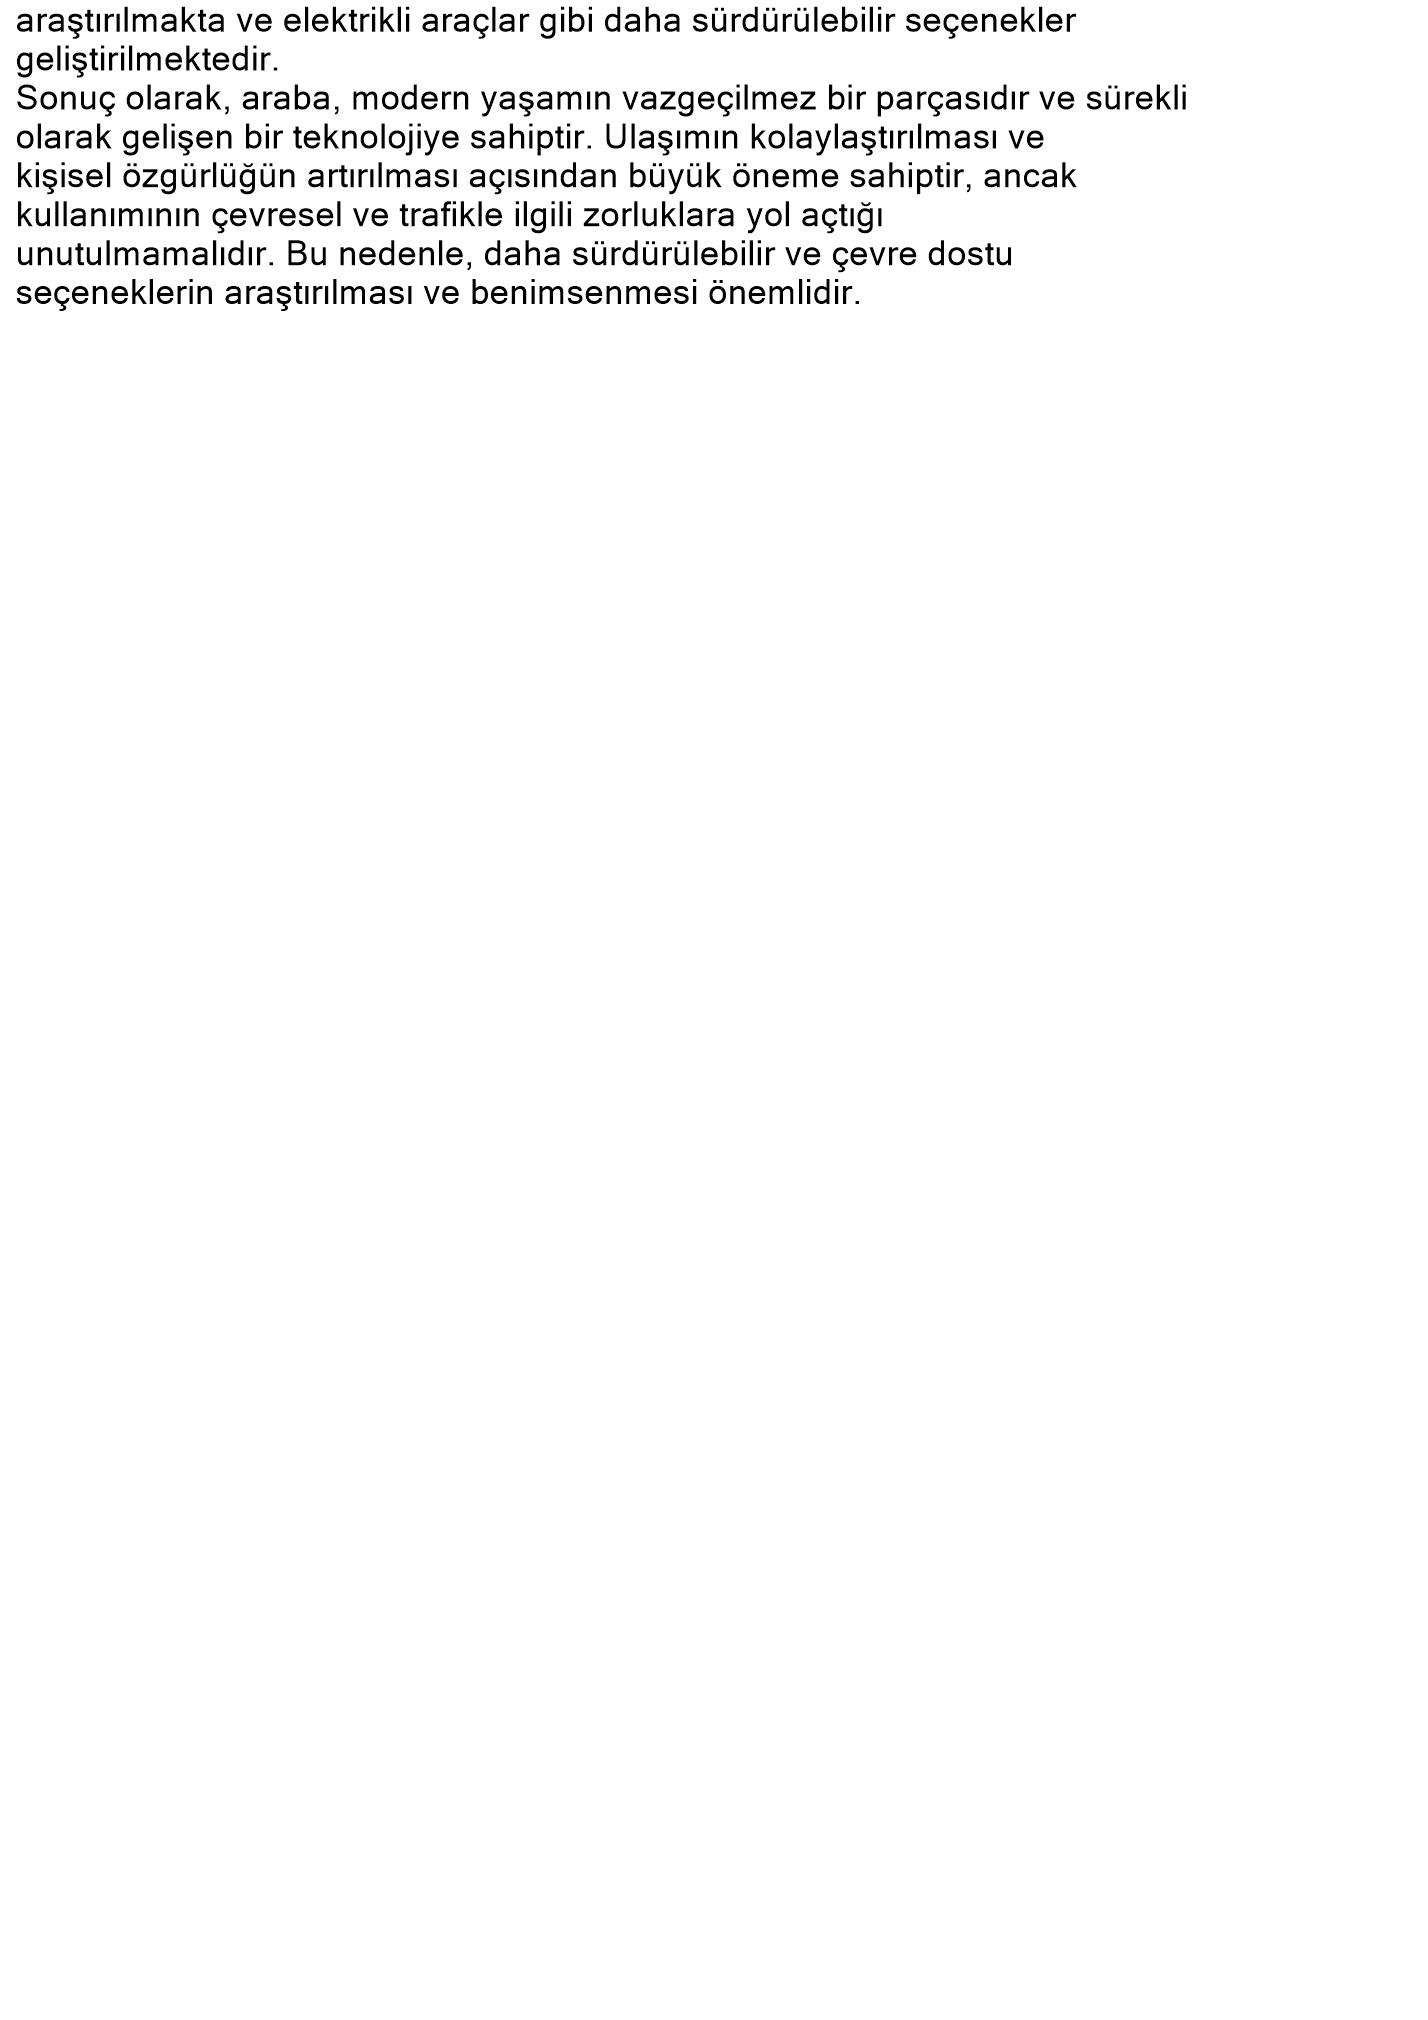 araştırılmakta ve elektrikli araçlar gibi daha sürdürülebilir seçenekler
geliştirilmektedir.
Sonuç olarak, araba, modern yaşamın vazgeçilmez bir parçasıdır ve sürekli
olarak gelişen bir teknolojiye sahiptir. Ulaşımın kolaylaştırılması ve
kişisel özgürlüğün artırılması açısından büyük öneme sahiptir, ancak
kullanımının çevresel ve trafikle ilgili zorluklara yol açtığı
unutulmamalıdır. Bu nedenle, daha sürdürülebilir ve çevre dostu
seçeneklerin araştırılması ve benimsenmesi önemlidir.